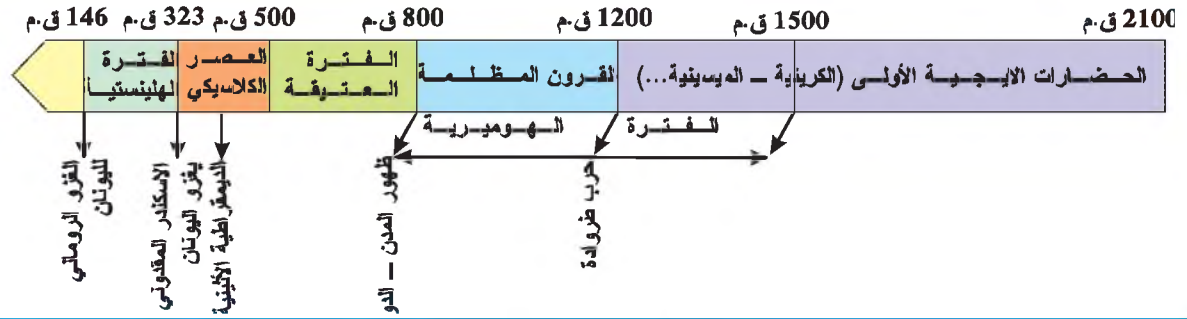 2100 ق.م 1500 ق.م 1200 ق.م 800 ق.م 500 ق.م 323 ق.م 146 ق.م
الحضارات الايجية الأولى (الكريتية – الميسينية...)
القرون المظلمة
الفترة
العتيقة
العصر
الكلاسيكي
الفترة
الهلينستية
الفترة الهوميرية
حرب طروادة
ظهور المدن – الدو
الديمقراطية الأثينية
الاسكندر المقدوني
يغزو اليونان
الغزو الروماني
لليونان